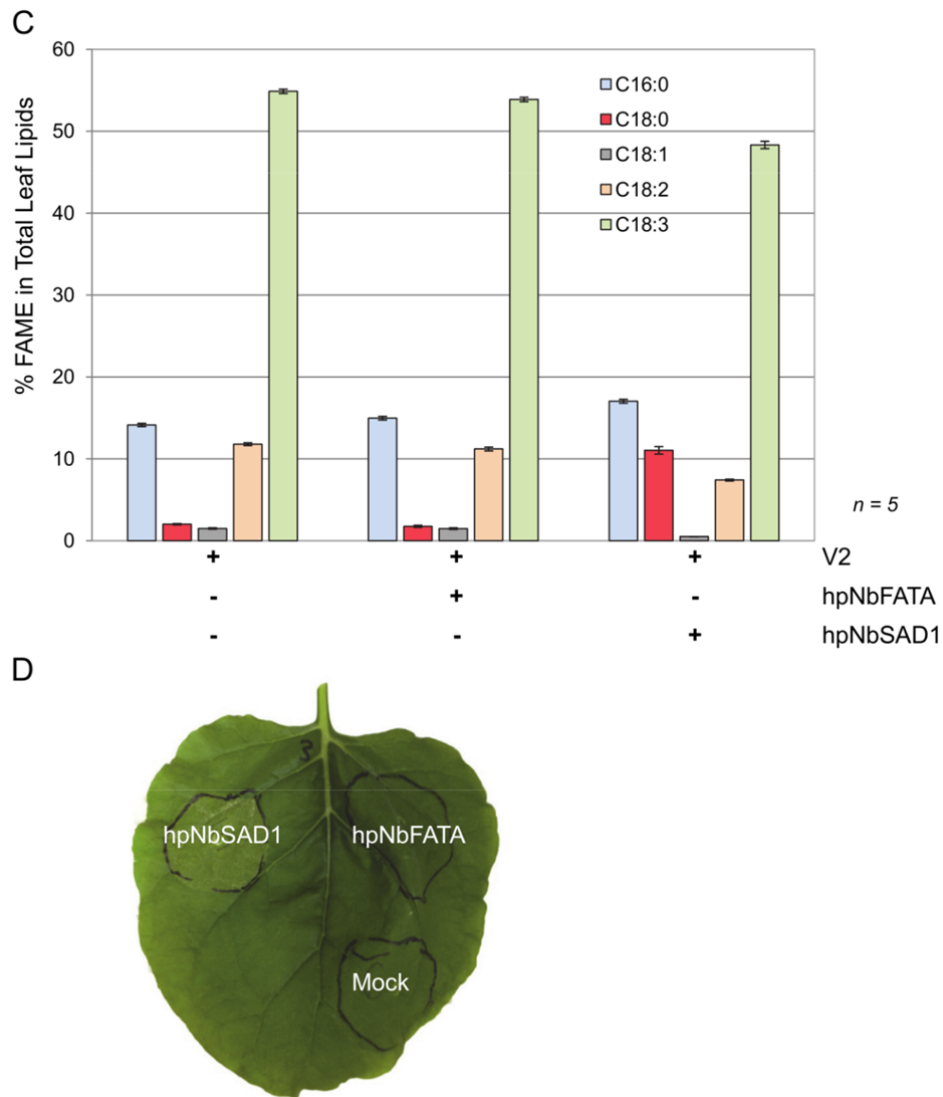 C
% FAME in Total Leaf Lipids
60
50
40
30
20
10
0
C16:0
C18:0
C18:1
C18:2
C18:3
n = 5
+ + + V2
- + - hpNbFATA
- - + hpNbSAD1
D
3
hpNbSAD1 hpNbFATA
Mock